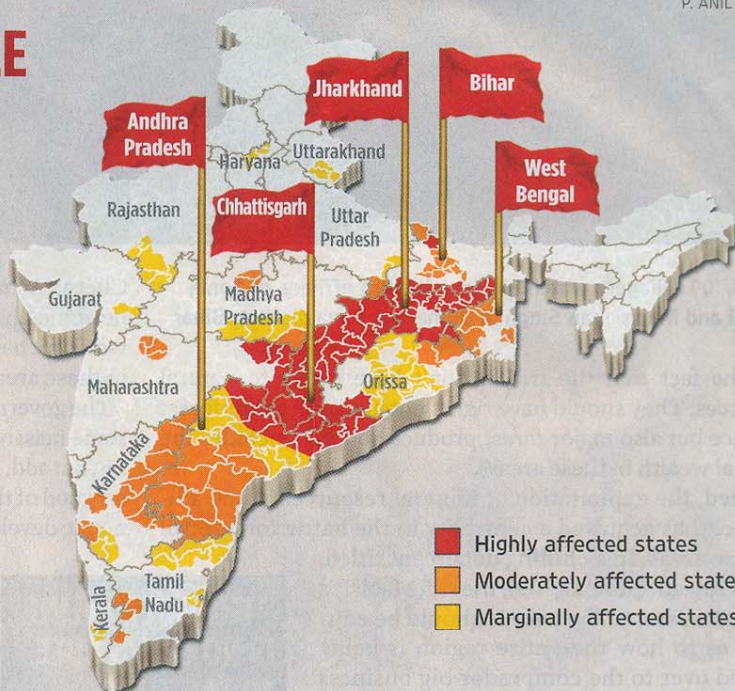 P. ANIL
E
Jharkhand
Bihar
Andhra
Pradesh
Haryana
Uttarakhand
West
Bengal
Rajasthan
Chhattisgarh
Uttar
Pradesh
Gujarat
Madhya
Pradesh
Maharashtra
Orissa
Karnataka
Highly affected states
Moderately affected state
Marginally affected states
Kerala
Tamil
Nadu